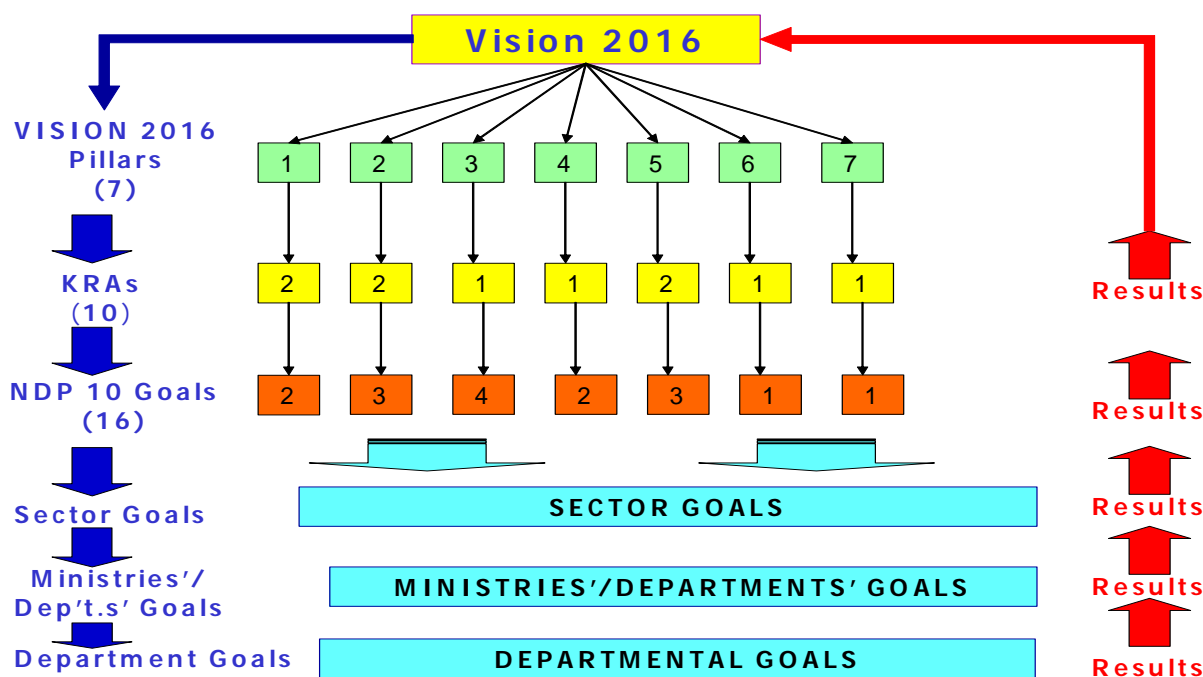 Vision 2016
VISION 2016
Pillars
(7)
1 2 3 4 5 6 7
KRAs
(10)
2 2 1 1 2 1 1
Results
NDP 10 Goals
(16)
2 3 4 2 3 1 1
Results
Sector Goals
SECTOR GOALS
Results
Ministries'/
Dep't.s' Goals
MINISTRIES'/DEPARTMENTS' GOALS
Results
Department Goals
DEPARTMENTAL GOALS
Results